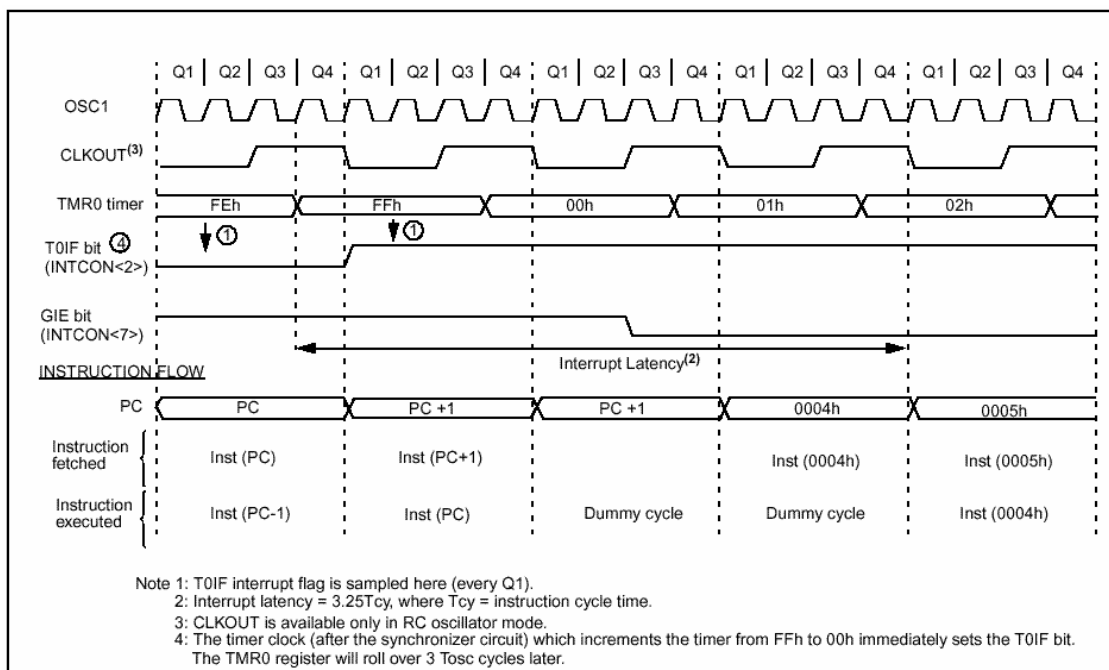 Q1 Q2 Q3 Q4 Q1 Q2 Q3 Q4 Q1 Q2 Q3 Q4 Q1 Q2 Q3 Q4 Q1 Q2 Q3 Q4
OSC1
CLKOUT(3)
TMR0 timer FEh FFh 00h 01h 02h
1 1
T0IF bit 4
(INTCON<2>)
GIE bit
(INTCON<7>)
Interrupt Latency(2)
INSTRUCTION FLOW
PC PC PC +1 PC +1 0004h 0005h
Instruction
fetched Inst (PC) Inst (PC+1) Inst (0004h) Inst (0005h)
Instruction
executed Inst (PC-1) Inst (PC) Dummy cycle Dummy cycle Inst (0004h)
Note 1: T0IF interrupt flag is sampled here (every Q1).
2: Interrupt latency = 3.25Tcy, where Tcy = instruction cycle time.
3: CLKOUT is available only in RC oscillator mode.
4: The timer clock (after the synchronizer circuit) which increments the timer from FFh to 00h immediately sets the T0IF bit.
The TMR0 register will roll over 3 Tosc cycles later.